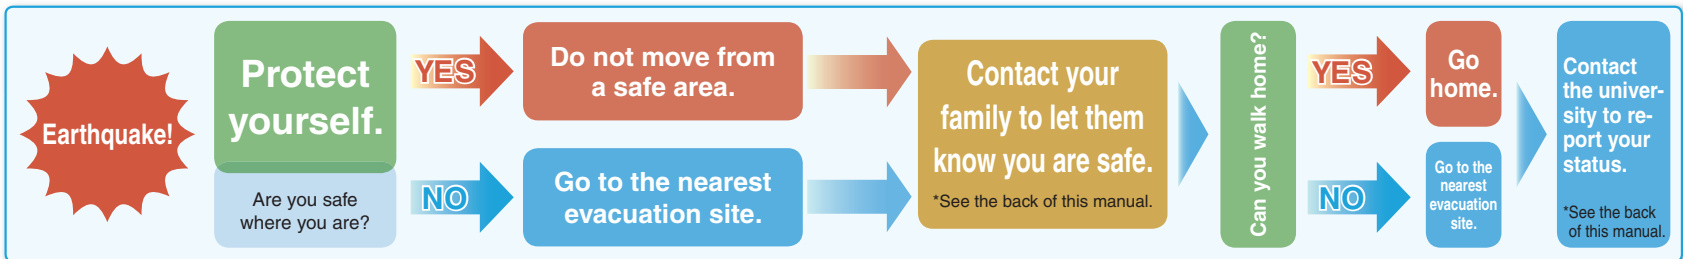 Earthquake!
Protect
yourself.
Are you safe
where you are?
YES
Do not move from
a safe area.
NO
Go to the nearest
evacuation site.
Contact your
family to let them
know you are safe.
*See the back of this manual.
Can you walk home?
YES
Go
home.
NO
Go to the
nearest
evacuation
site.
Contact
the univer-
sity to re-
port your
status.
*See the back
of this manual.